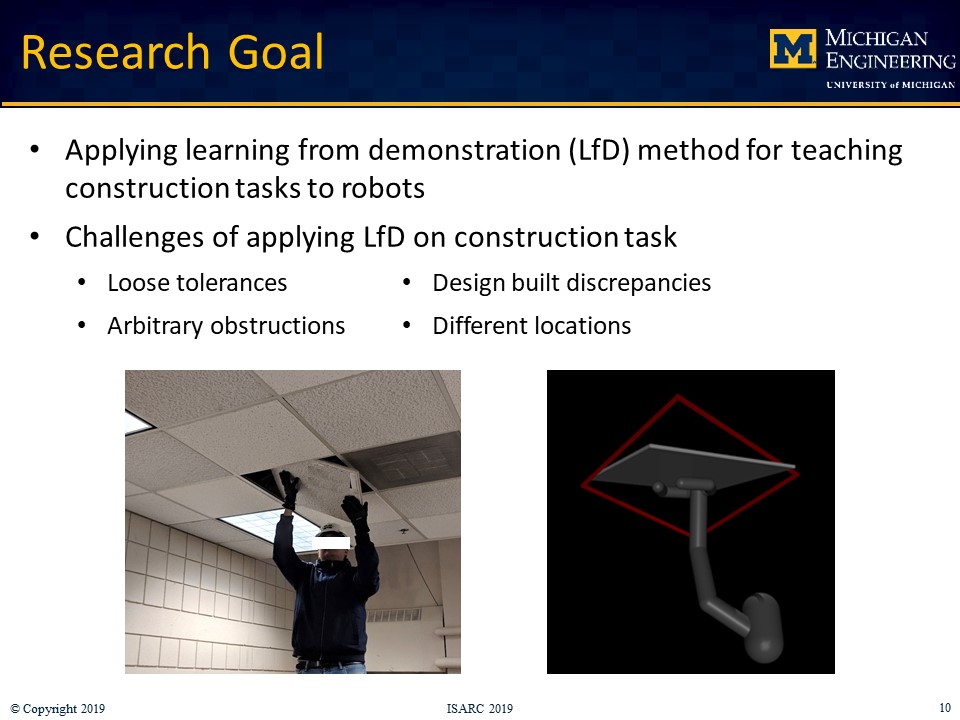 Research Goal
MICHIGAN
ENGINEERING
UNIVERSITY of MICHIGAN
• Applying learning from demonstration (LfD) method for teaching
construction tasks to robots
• Challenges of applying LfD on construction task
• Loose tolerances
• Arbitrary obstructions
• Design built discrepancies
• Different locations
© Copyright 2019
ISARC 2019
10